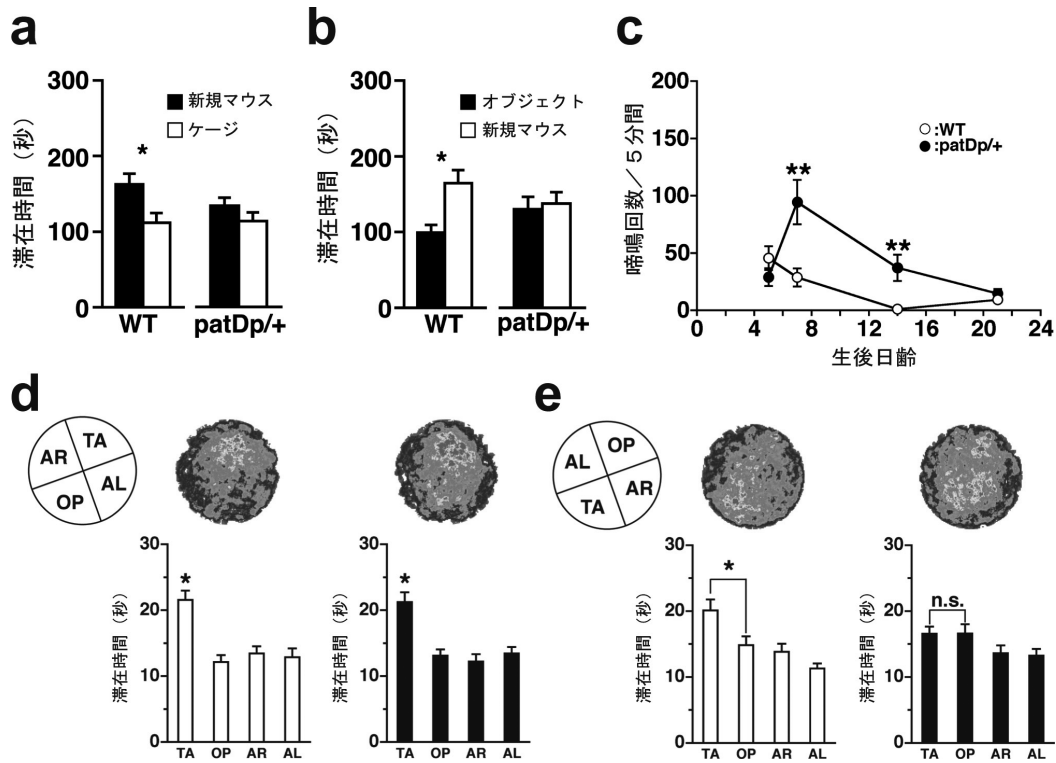 a
300
200
100
0
滞在時間（秒）
新規マウス
ケージ
*
WT
patDp/+
b
300
200
100
0
滞在時間（秒）
オブジェクト
新規マウス
*
WT
patDp/+
c
200
150
100
50
0
啼鳴回数／５分間
:WT
:patDp/+
**
**
0 4 8 12 16 20 24
生後日齢
d
TA
AR
AL
OP
30
20
10
0
滞在時間（秒）
*
TA OP AR AL
30
20
10
0
滞在時間（秒）
*
TA OP AR AL
e
OP
AL
AR
TA
30
20
10
0
滞在時間（秒）
*
TA OP AR AL
30
20
10
0
滞在時間（秒）
n.s.
TA OP AR AL